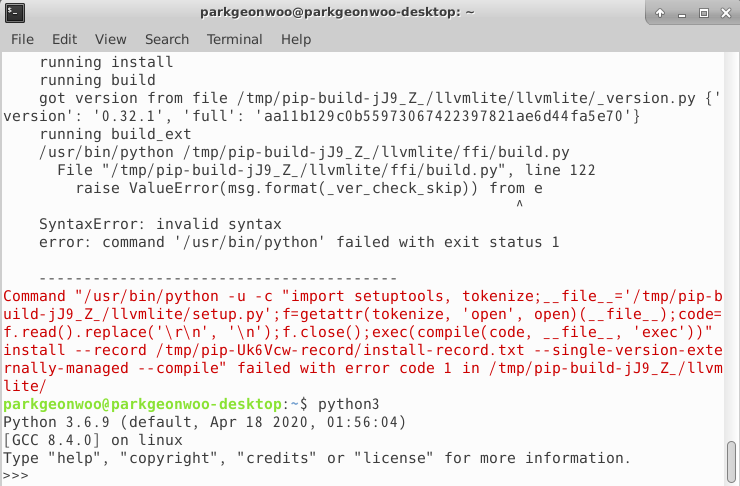 parkgeonwoo@parkgeonwoo-desktop: ~
File Edit View Search Terminal Help
running install
running build
got version from file /tmp/pip-build-jJ9_Z_/llvmlite/llvmlite/_version.py {'
version': '0.32.1', 'full': 'aa11b129c0b55973067422397821ae6d44fa5e70'}
running build_ext
/usr/bin/python /tmp/pip-build-jJ9_Z_/llvmlite/ffi/build.py
File "/tmp/pip-build-jJ9_Z_/llvmlite/ffi/build.py", line 122
raise ValueError(msg.format(_ver_check_skip)) from e
^
SyntaxError: invalid syntax
error: command '/usr/bin/python' failed with exit status 1
----------------------------------------
Command "/usr/bin/python -u -c "import setuptools, tokenize;__file__='/tmp/pip-b
uild-jJ9_Z_/llvmlite/setup.py';f=getattr(tokenize, 'open', open)(__file__);code=
f.read().replace('\r\n', '\n');f.close();exec(compile(code, __file__, 'exec'))"
install --record /tmp/pip-Uk6Vcw-record/install-record.txt --single-version-exte
rnally-managed --compile" failed with error code 1 in /tmp/pip-build-jJ9_Z_/llvm
lite/
parkgeonwoo@parkgeonwoo-desktop:~$ python3
Python 3.6.9 (default, Apr 18 2020, 01:56:04)
[GCC 8.4.0] on linux
Type "help", "copyright", "credits" or "license" for more information.
>>>